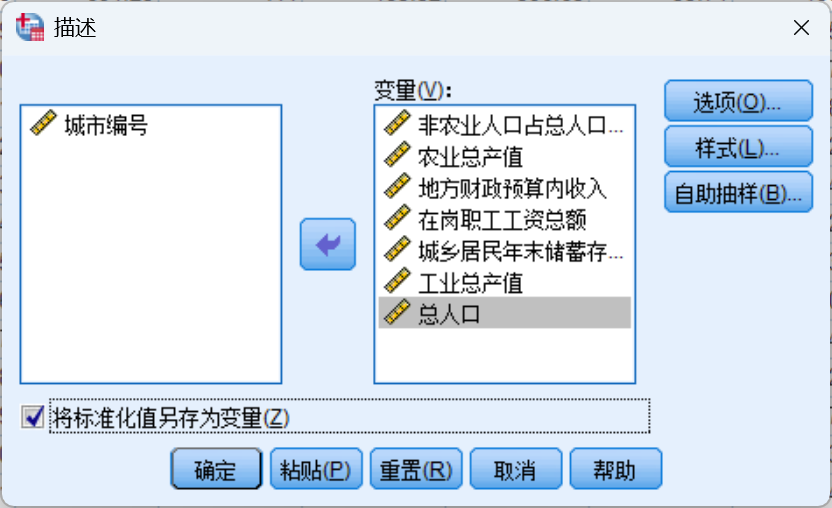 描述
变量(V):
城市编号
非农业人口占总人口...
农业总产值
地方财政预算内收入
在岗职工工资总额
城乡居民年末储蓄存...
工业总产值
总人口
选项(O)...
样式(L)...
自助抽样(B)...
将标准化值另存为变量(Z)
确定
粘贴(P)
重置(R)
取消
帮助